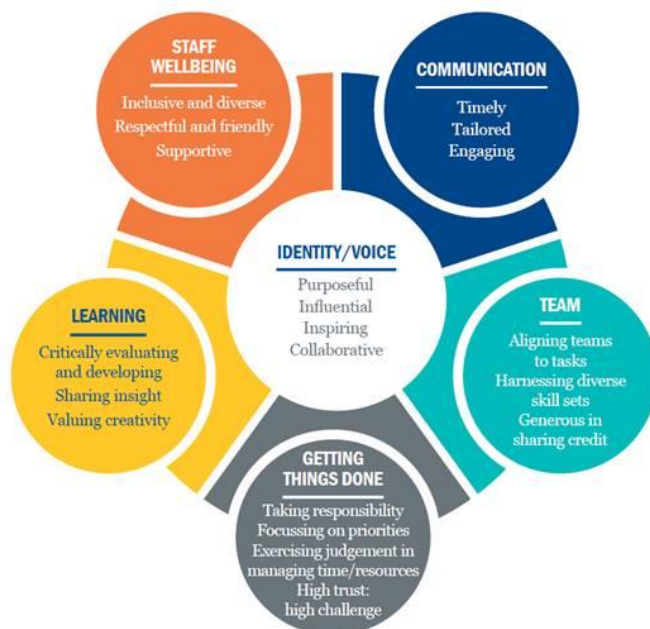 STAFF
WELLBEING
Inclusive and diverse
Respectful and friendly
Supportive
COMMUNICATION
Timely
Tailored
Engaging
IDENTITY/VOICE
Purposeful
Influential
Inspiring
Collaborative
LEARNING
Critically evaluating
and developing
Sharing insight
Valuing creativity
TEAM
Aligning teams
to tasks
Harnessing diverse
skill sets
Generous in
sharing credit
GETTING
THINGS DONE
Taking responsibility
Focussing on priorities
Exercising judgement in
managing time/resources
High trust:
high challenge